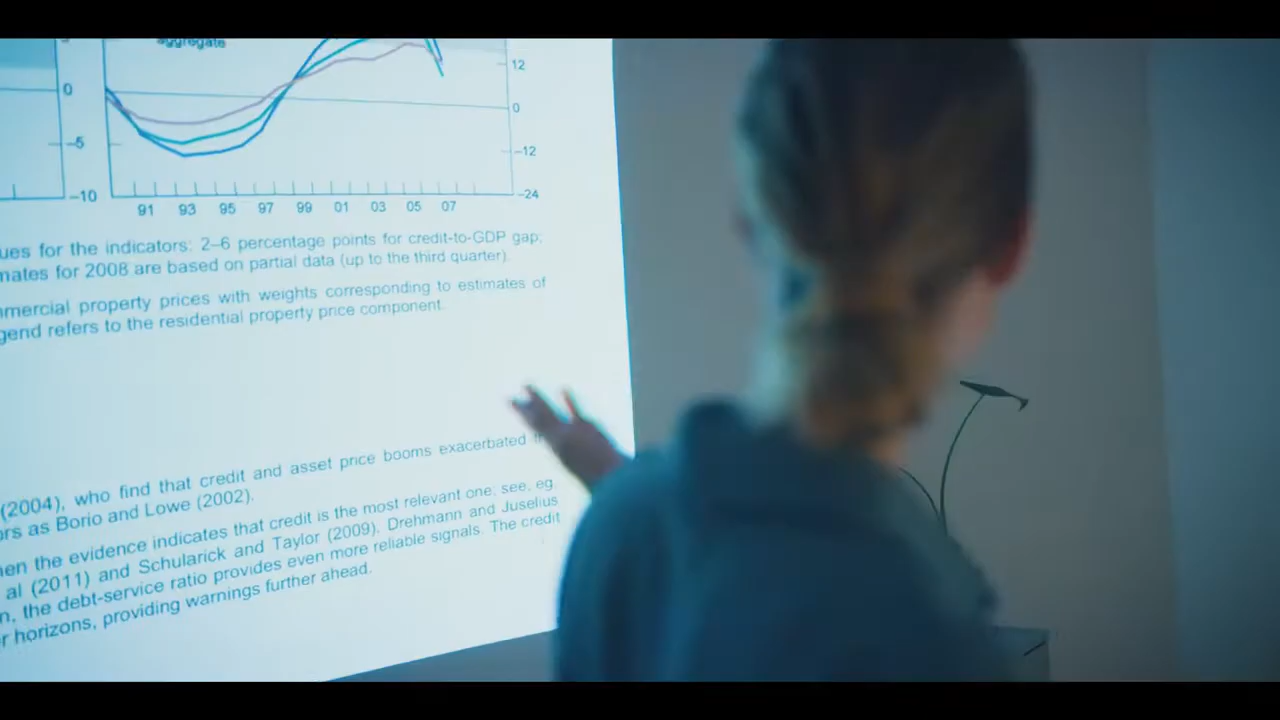 aggregate
0
−5
−10
12
0
−12
−24
91 93 95 97 99 01 03 05 07
ues for the indicators: 2–6 percentage points for credit-to-GDP gap;
mates for 2008 are based on partial data (up to the third quarter).
mmercial property prices with weights corresponding to estimates of
gend refers to the residential property price component.
(2004), who find that credit and asset price booms exacerbated
ors as Borio and Lowe (2002).
hen the evidence indicates that credit is the most relevant one; see, eg.
al (2011) and Schularick and Taylor (2009). Drehmann and Juselius
n, the debt-service ratio provides even more reliable signals. The credit
r horizons, providing warnings further ahead.